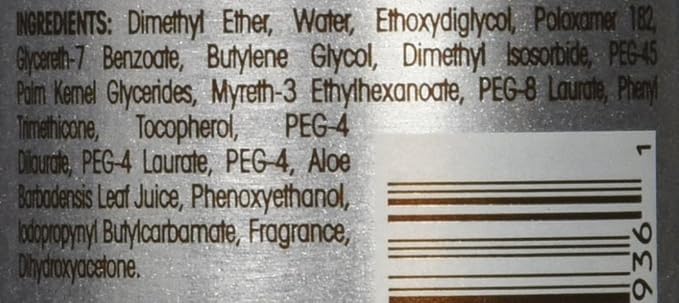 INGREDIENTS: Dimethyl Ether, Water, Ethoxydiglycol, Poloxamer 182,
Glycereth-7 Benzoate, Butylene Glycol, Dimethyl Isosorbide, PEG-45
Palm Kernel Glycerides, Myreth-3 Ethylhexanoate, PEG-8 Laurate, Phenyl
Trimethicone, Tocopherol, PEG-4
Dilaurate, PEG-4 Laurate, PEG-4, Aloe
Barbadensis Leaf Juice, Phenoxyethanol,
Iodopropynyl Butylcarbamate, Fragrance,
Dihydroxyacetone.
936 1